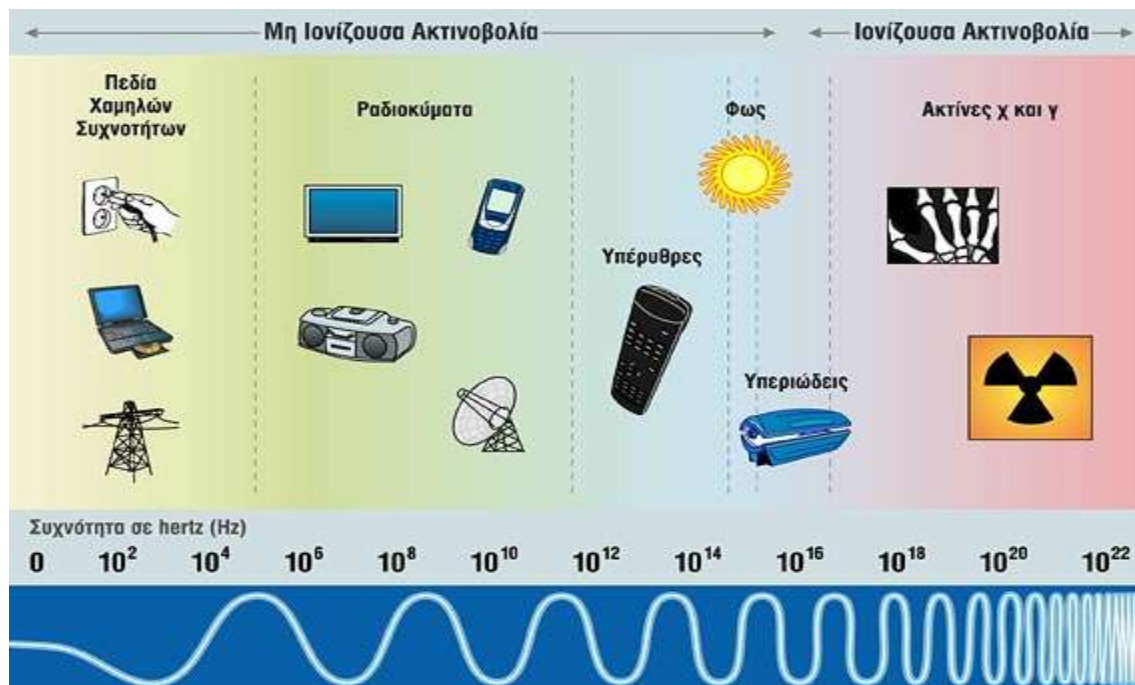 Μη Ιονίζουσα Ακτινοβολία
Ιονίζουσα Ακτινοβολία
Πεδία
Χαμηλών
Συχνοτήτων
Ραδιοκύματα
Φως
Ακτίνες χ και γ
Υπέρυθρες
Υπεριώδεις
Συχνότητα σε hertz (Hz)
0 10² 10⁴ 10⁶ 10⁸ 10¹⁰ 10¹² 10¹⁴ 10¹⁶ 10¹⁸ 10²⁰ 10²²